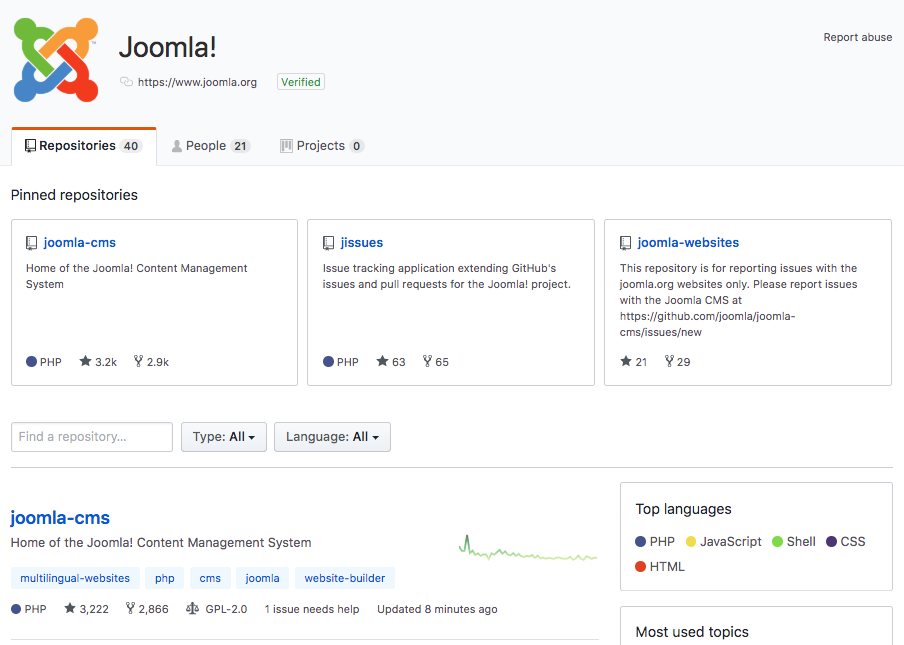 Joomla!
Report abuse
https://www.joomla.org Verified
Repositories 40 People 21 Projects 0
Pinned repositories
joomla-cms
Home of the Joomla! Content Management
System
PHP 3.2k 2.9k
jissues
Issue tracking application extending GitHub's
issues and pull requests for the Joomla! project.
PHP 63 65
joomla-websites
This repository is for reporting issues with the
joomla.org websites only. Please report issues
with the Joomla CMS at
https://github.com/joomla/joomla-
cms/issues/new
21 29
Find a repository... Type: All Language: All
joomla-cms
Home of the Joomla! Content Management System
multilingual-websites php cms joomla website-builder
PHP 3,222 2,866 GPL-2.0 1 issue needs help Updated 8 minutes ago
Top languages
PHP JavaScript Shell CSS
HTML
Most used topics